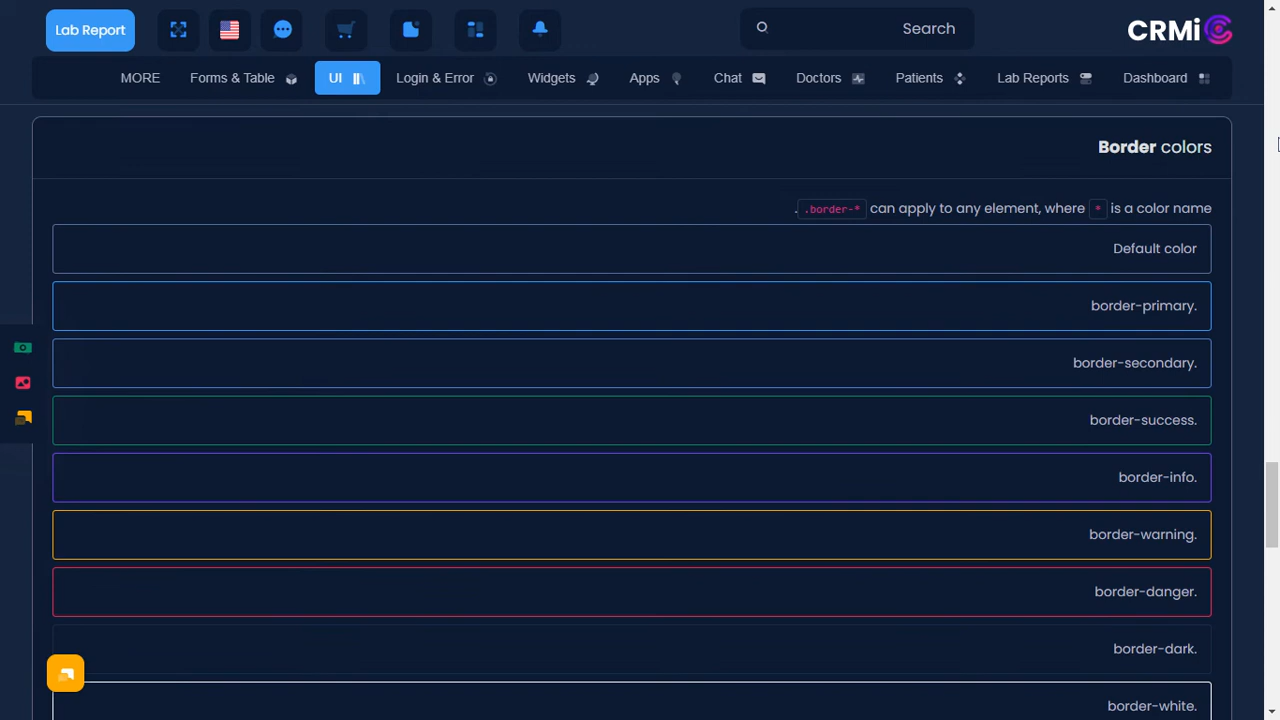 Lab Report
Search
CRMi
MORE
Forms & Table
UI
Login & Error
Widgets
Apps
Chat
Doctors
Patients
Lab Reports
Dashboard
Border colors
. .border-* can apply to any element, where * is a color name
Default color
border-primary.
border-secondary.
border-success.
border-info.
border-warning.
border-danger.
border-dark.
border-white.